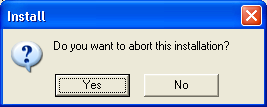 Install
Do you want to abort this installation?
Yes
No